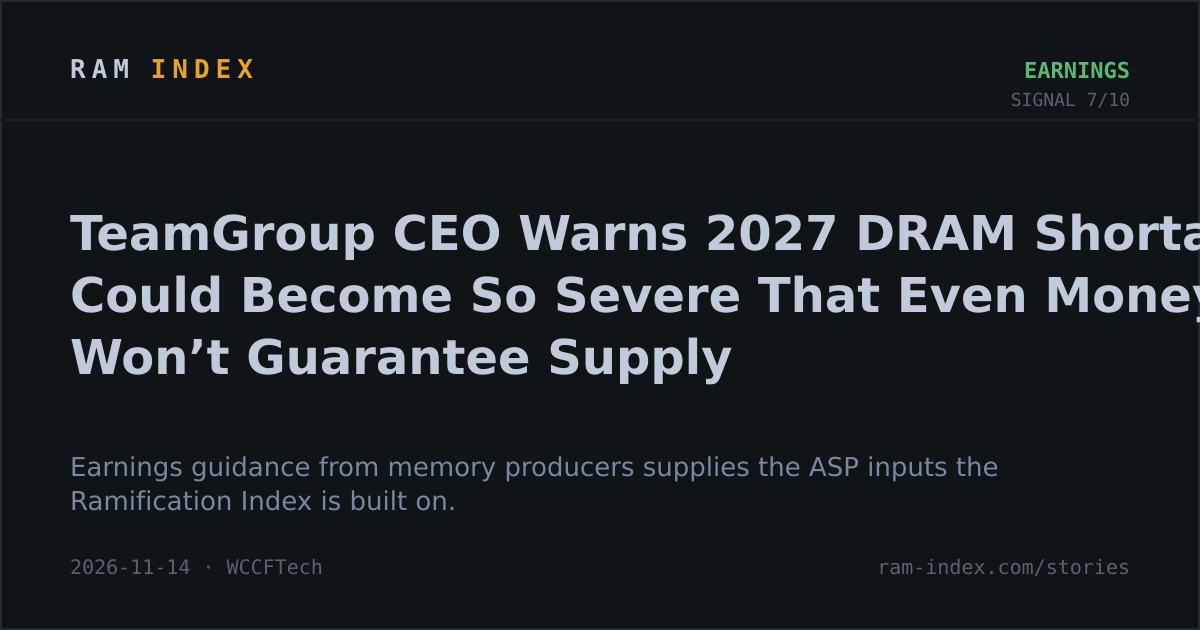 RAM INDEX
EARNINGS
SIGNAL 7/10
TeamGroup CEO Warns 2027 DRAM Shorta
Could Become So Severe That Even Money
Won’t Guarantee Supply
Earnings guidance from memory producers supplies the ASP inputs the
Ramification Index is built on.
2026-11-14 · WCCFTech
ram-index.com/stories